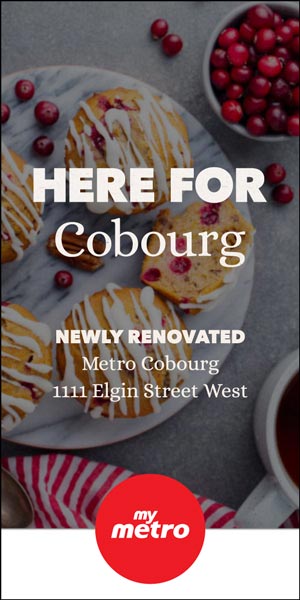 HERE FOR
Cobourg
NEWLY RENOVATED
Metro Cobourg
1111 Elgin Street West
my
metro